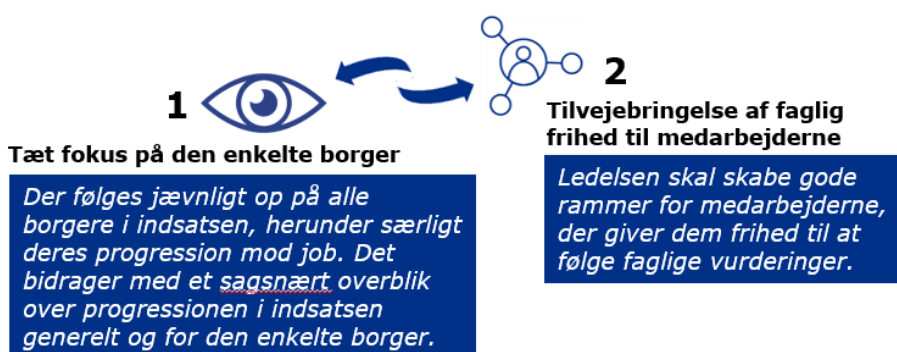 1
Tæt fokus på den enkelte borger
Der følges jævnligt op på alle
borgere i indsatsen, herunder særligt
deres progression mod job. Det
bidrager med et sagsnært overblik
over progressionen i indsatsen
generelt og for den enkelte borger.
2
Tilvejebringelse af faglig
frihed til medarbejderne
Ledelsen skal skabe gode
rammer for medarbejderne,
der giver dem frihed til at
følge faglige vurderinger.